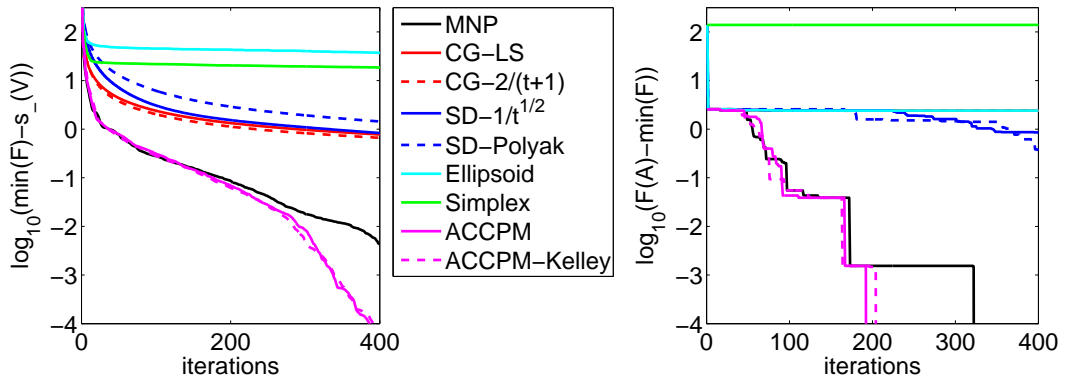 log10(min(F)−s_(V))
2
1
0
−1
−2
−3
−4
0
200
400
iterations
MNP
CG−LS
CG−2/(t+1)
SD−1/t^1/2
SD−Polyak
Ellipsoid
Simplex
ACCPM
ACCPM−Kelley
log10(F(A)−min(F))
2
1
0
−1
−2
−3
−4
0
100
200
300
400
iterations